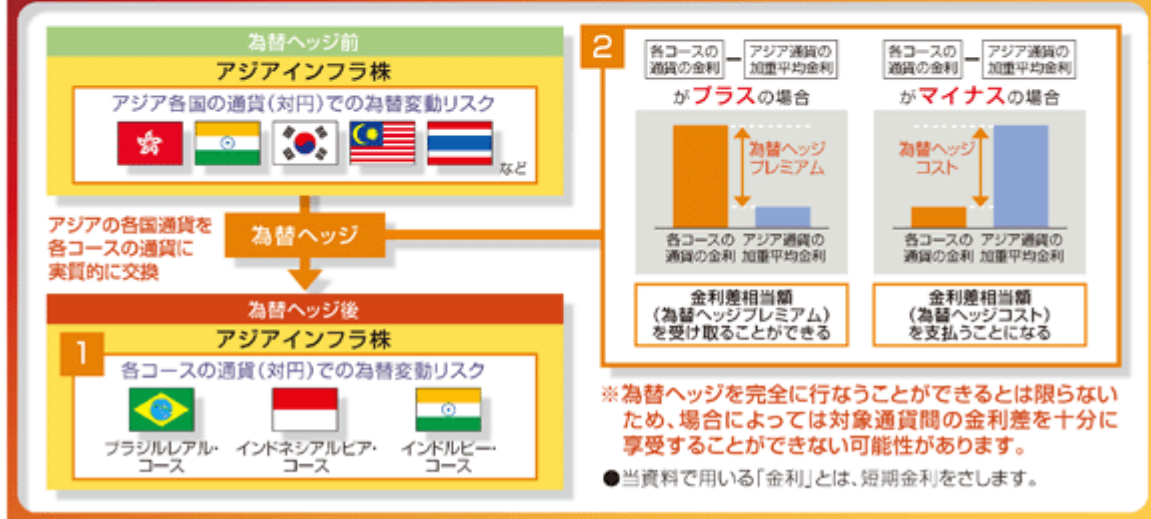 為替ヘッジ前
アジアインフラ株
アジア各国の通貨(対円)での為替変動リスク
など
アジアの各国通貨を
各コースの通貨に
実質的に交換
為替ヘッジ
為替ヘッジ後
アジアインフラ株
1
各コースの通貨(対円)での為替変動リスク
ブラジルレアル・
コース
インドネシアルピア・
コース
インドルピー・
コース
2
各コースの
通貨の金利
ー
アジア通貨の
加重平均金利
がプラスの場合
為替ヘッジ
プレミアム
各コースの
通貨の金利
アジア通貨の
加重平均金利
金利差相当額
(為替ヘッジプレミアム)
を受け取ることができる
各コースの
通貨の金利
ー
アジア通貨の
加重平均金利
がマイナスの場合
為替ヘッジ
コスト
各コースの
通貨の金利
アジア通貨の
加重平均金利
金利差相当額
(為替ヘッジコスト)
を支払うことになる
※為替ヘッジを完全に行なうことができるとは限らない
ため、場合によっては対象通貨間の金利差を十分に
享受することができない可能性があります。
●当資料で用いる「金利」とは、短期金利をさします。